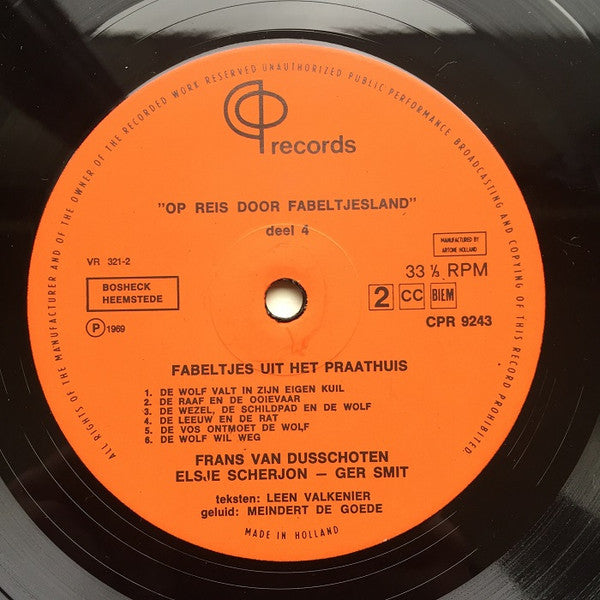 ALL RIGHTS OF THE MANUFACTURER AND OF THE OWNER OF THE RECORDED WORK RESERVED UNAUTHORIZED PUBLIC PERFORMANCE BROADCASTING AND COPYING OF THIS RECORD PROHIBITED.
cp
records
"OP REIS DOOR FABELTJESLAND"
deel 4
MANUFACTURED BY
ARTONE HOLLAND
VR 321-2
33 ⅓ RPM
BOSHECK
HEEMSTEDE
2 CC BIEM
℗ 1969
CPR 9243
FABELTJES UIT HET PRAATHUIS
1. DE WOLF VALT IN ZIJN EIGEN KUIL
2. DE RAAF EN DE OOIEVAAR
3. DE WEZEL, DE SCHILDPAD EN DE WOLF
4. DE LEEUW EN DE RAT
5. DE VOS ONTMOET DE WOLF
6. DE WOLF WIL WEG
FRANS VAN DUSSCHOTEN
ELSJE SCHERJON — GER SMIT
teksten: LEEN VALKENIER
geluid: MEINDERT DE GOEDE
MADE IN HOLLAND